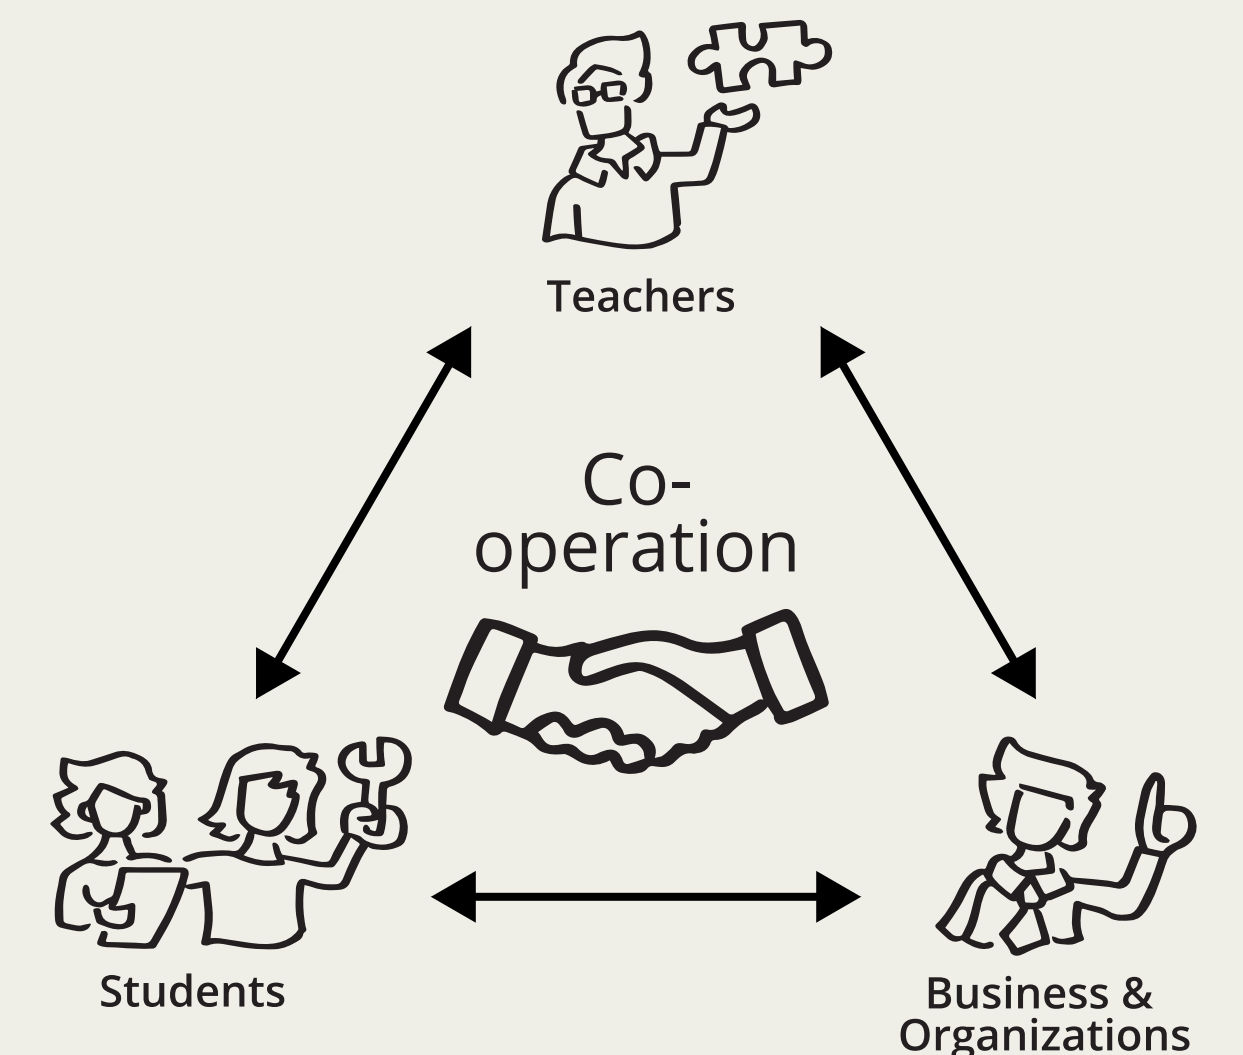 Teachers
Co-
operation
Students
Business &
Organizations